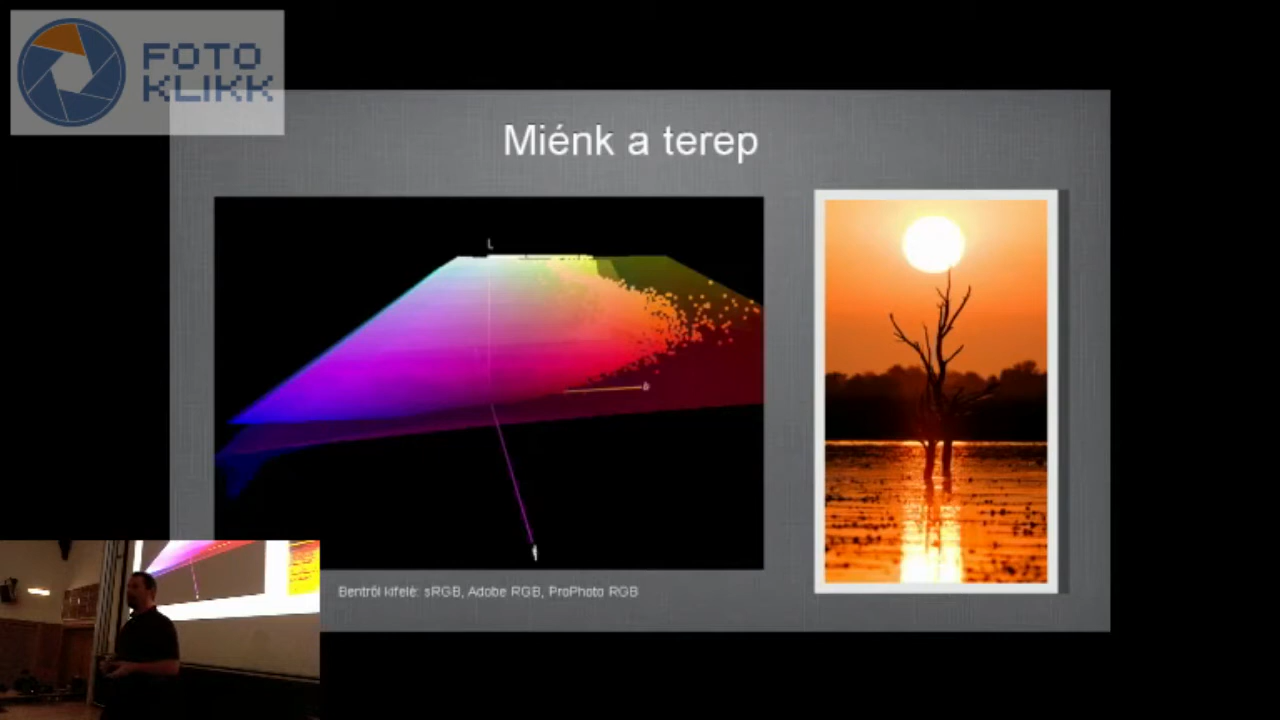 FOTO
KLIKK
Miénk a terep
L
b
Bentről kifelé: sRGB, Adobe RGB, ProPhoto RGB